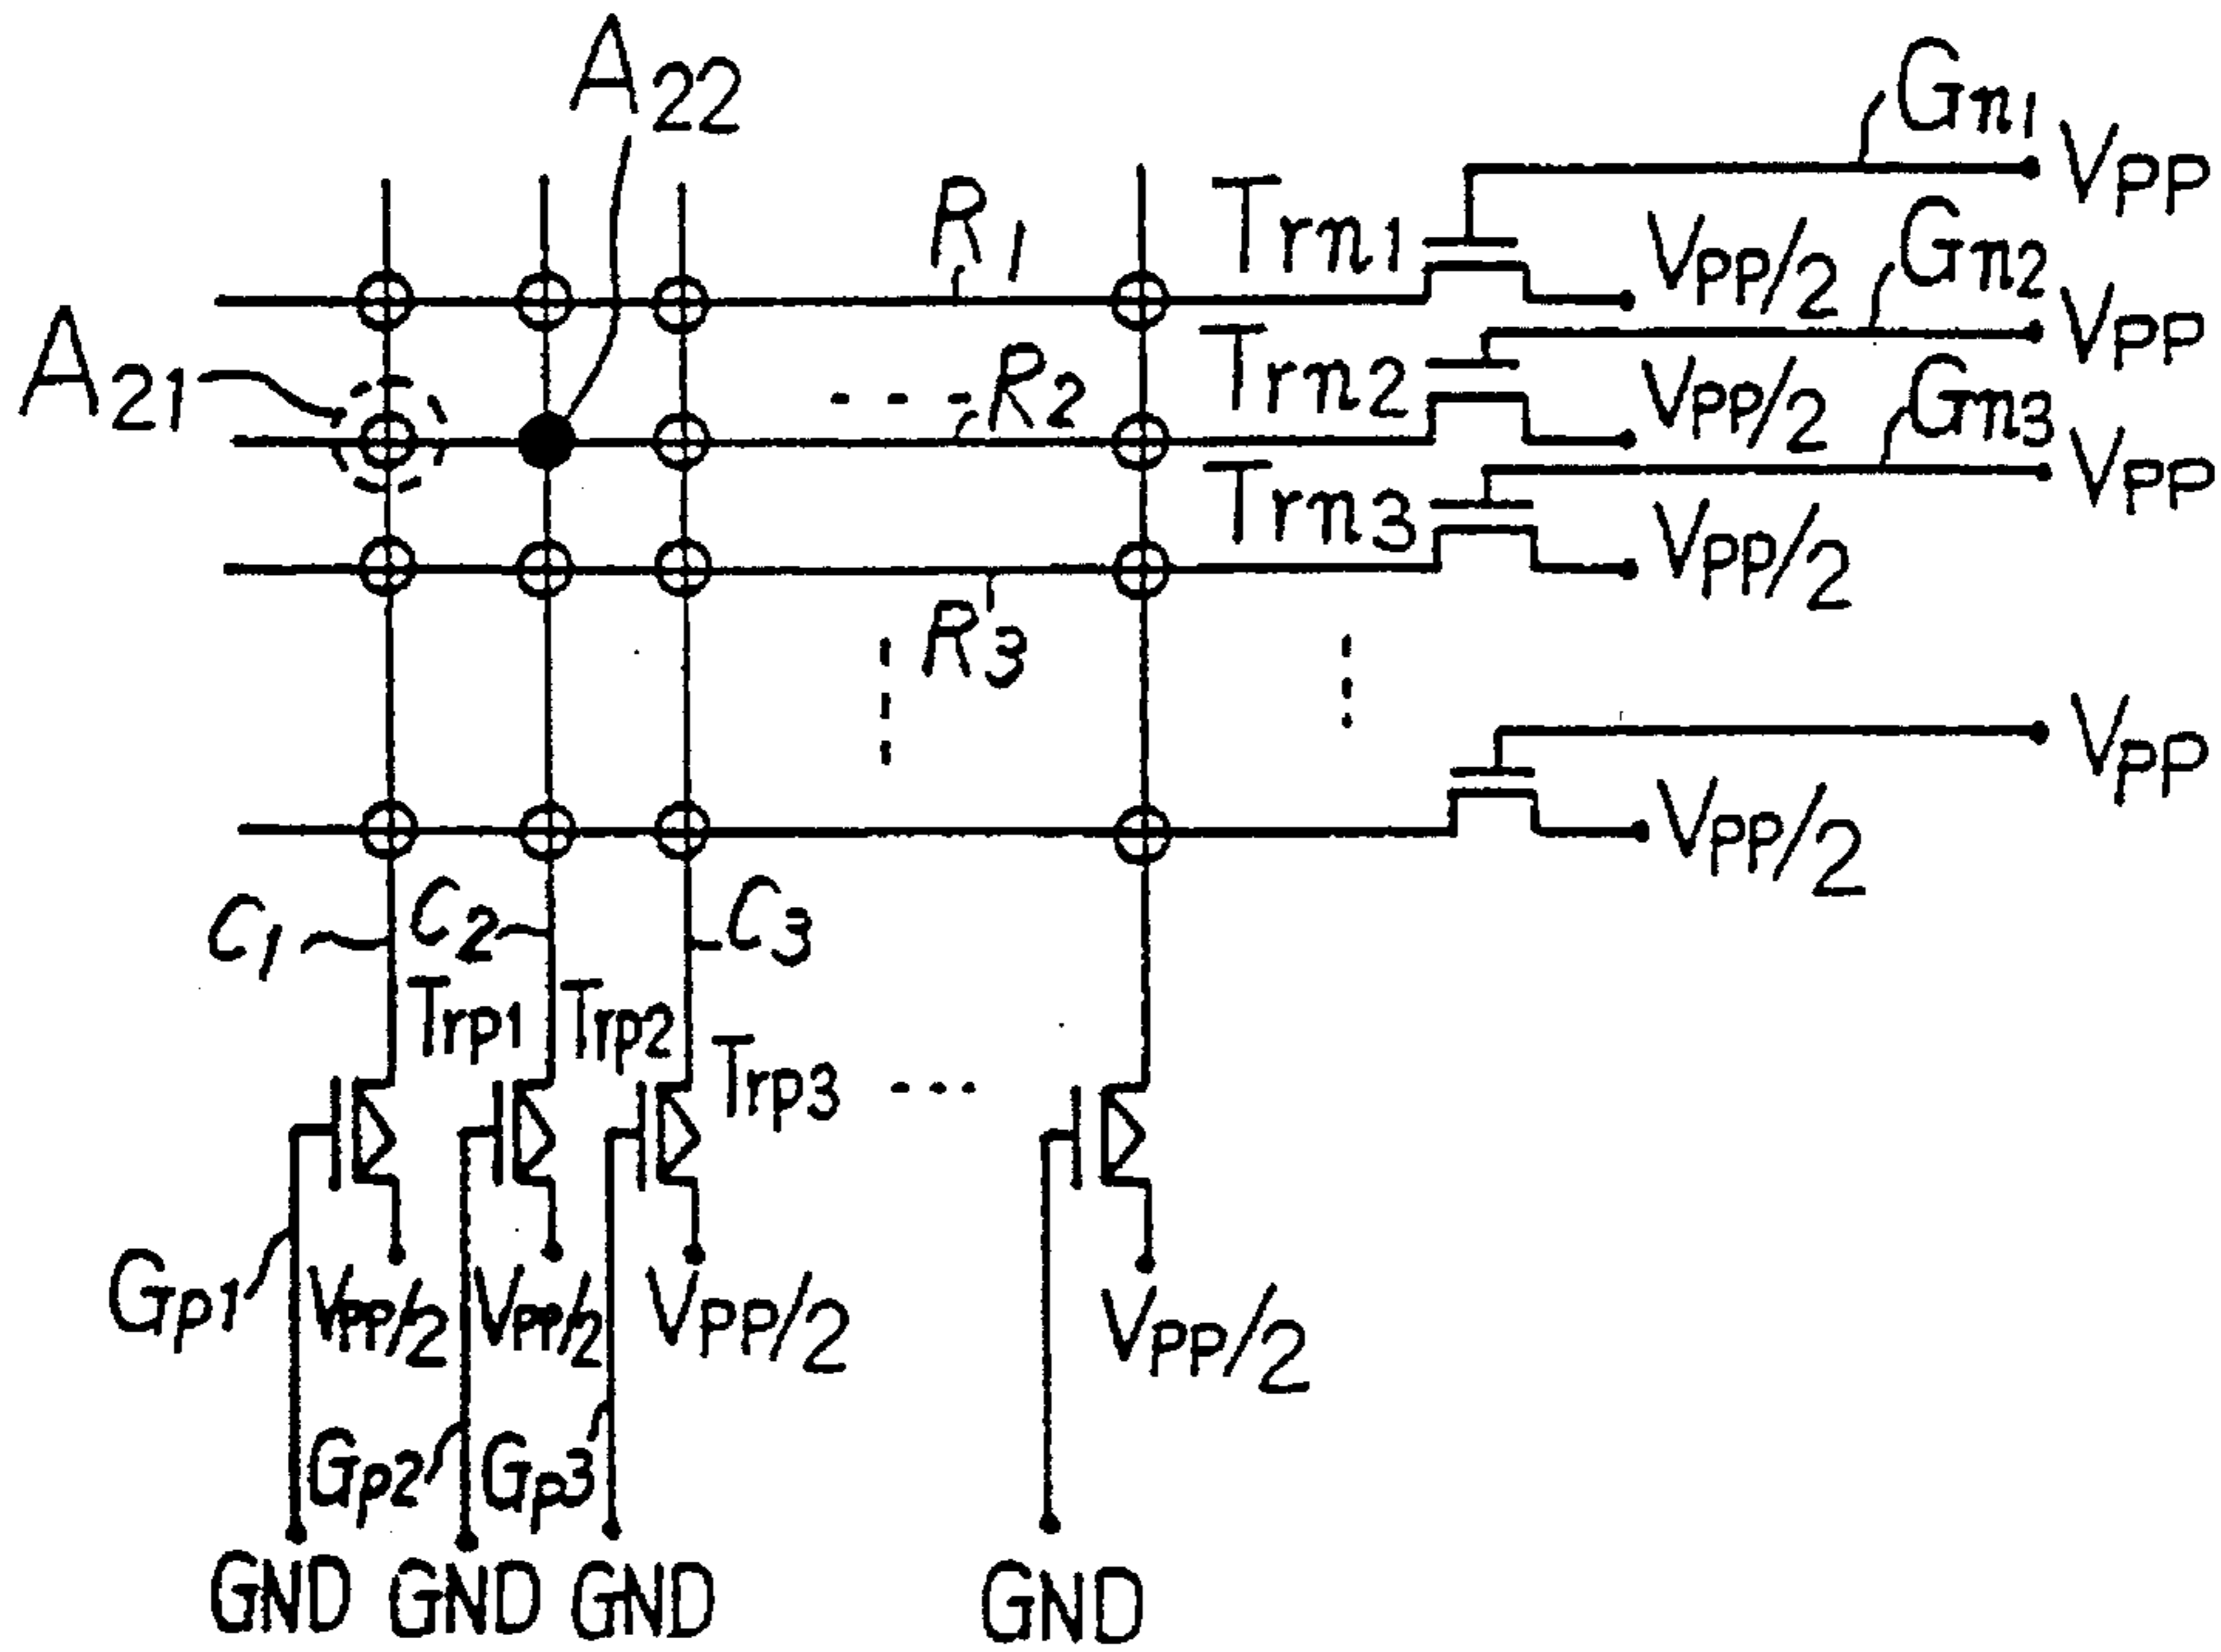 A22
Gn1
VPP
R1
Trn1
VPP/2
Gn2
VPP
A21
R2
Trn2
VPP/2
Gn3
VPP
Trn3
VPP/2
R3
VPP
VPP/2
C1
C2
C3
Trp1
Trp2
Trp3
Gp1
VPP/2
VPP/2
VPP/2
VPP/2
Gp2
Gp3
GND
GND
GND
GND